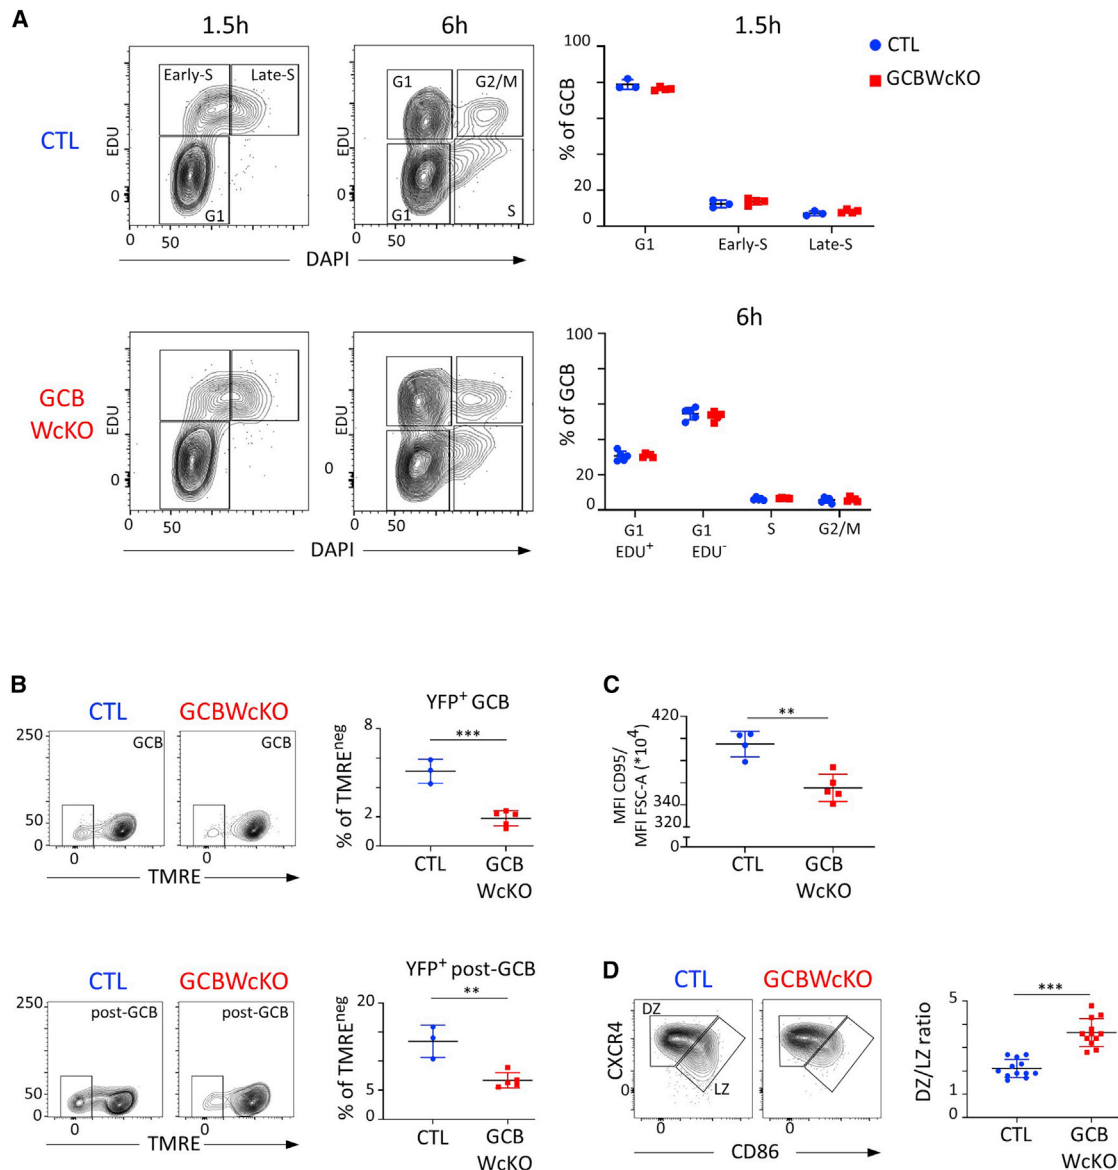 A
1.5h
6h
1.5h
CTL
GCBWcKO
CTL
EDU
0
Early-S
Late-S
G1
50
EDU
0
G1
G2/M
G1
S
50
DAPI
% of GCB
100
20
0
G1
Early-S
Late-S
GCB
WcKO
EDU
0
50
EDU
0
50
DAPI
6h
% of GCB
100
20
0
G1
EDU+
G1
EDU-
S
G2/M
B
CTL
GCBWcKO
250
50
0
GCB
0
GCB
0
TMRE
YFP+ GCB
% of TMREneg
8
2
0
***
CTL
GCB
WcKO
C
MFI CD95/
MFI FSC-A (*10^4)
420
340
320
0
**
CTL
GCB
WcKO
CTL
GCBWcKO
250
50
0
post-GCB
0
post-GCB
0
TMRE
YFP+ post-GCB
% of TMREneg
20
5
0
**
CTL
GCB
WcKO
D
CTL
GCBWcKO
CXCR4
0
DZ
LZ
0
0
CD86
DZ/LZ ratio
5
1
0
***
CTL
GCB
WcKO